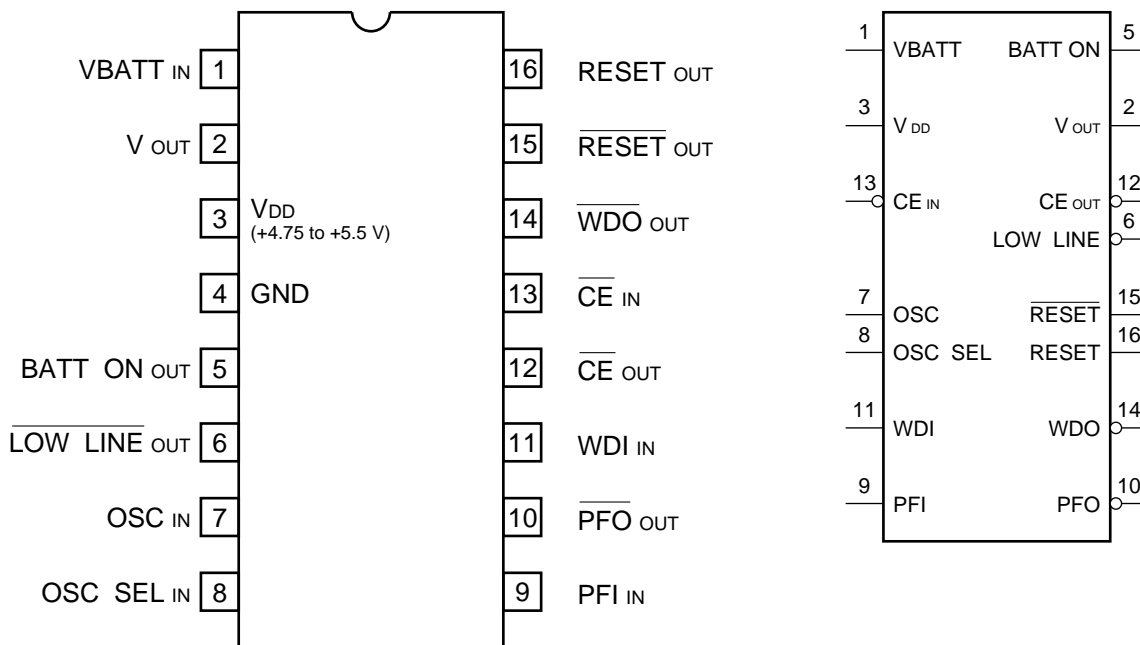 VBATT IN 1
V OUT 2
3 VDD
(+4.75 to +5.5 V)
4 GND
BATT ON OUT 5
LOW LINE OUT 6
OSC IN 7
OSC SEL IN 8
16 RESET OUT
15 RESET OUT
14 WDO OUT
13 CE IN
12 CE OUT
11 WDI IN
10 PFO OUT
9 PFI IN
1 VBATT BATT ON 5
3 V DD V OUT 2
13 CE IN CE OUT 12
LOW LINE 6
7 OSC RESET 15
8 OSC SEL RESET 16
11 WDI WDO 14
9 PFI PFO 10